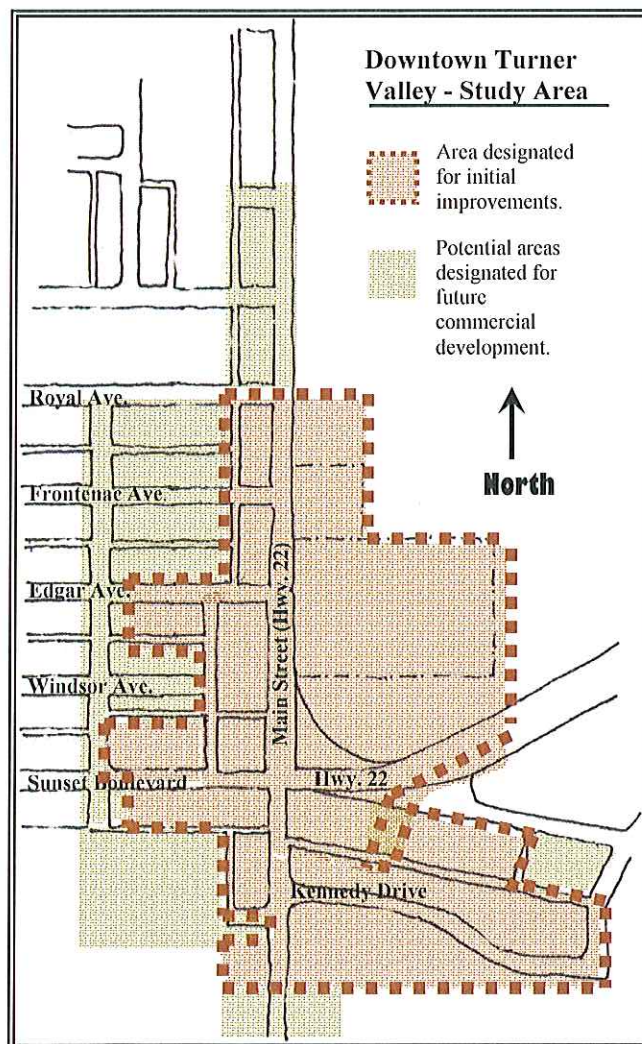 Downtown Turner
Valley - Study Area
Area designated
for initial
improvements.
Potential areas
designated for
future
commercial
development.
North
Royal Ave.
Frontenac Ave.
Edgar Ave.
Main Street (Hwy. 22)
Windsor Ave.
Sunset Boulevard
Hwy. 22
Kennedy Drive